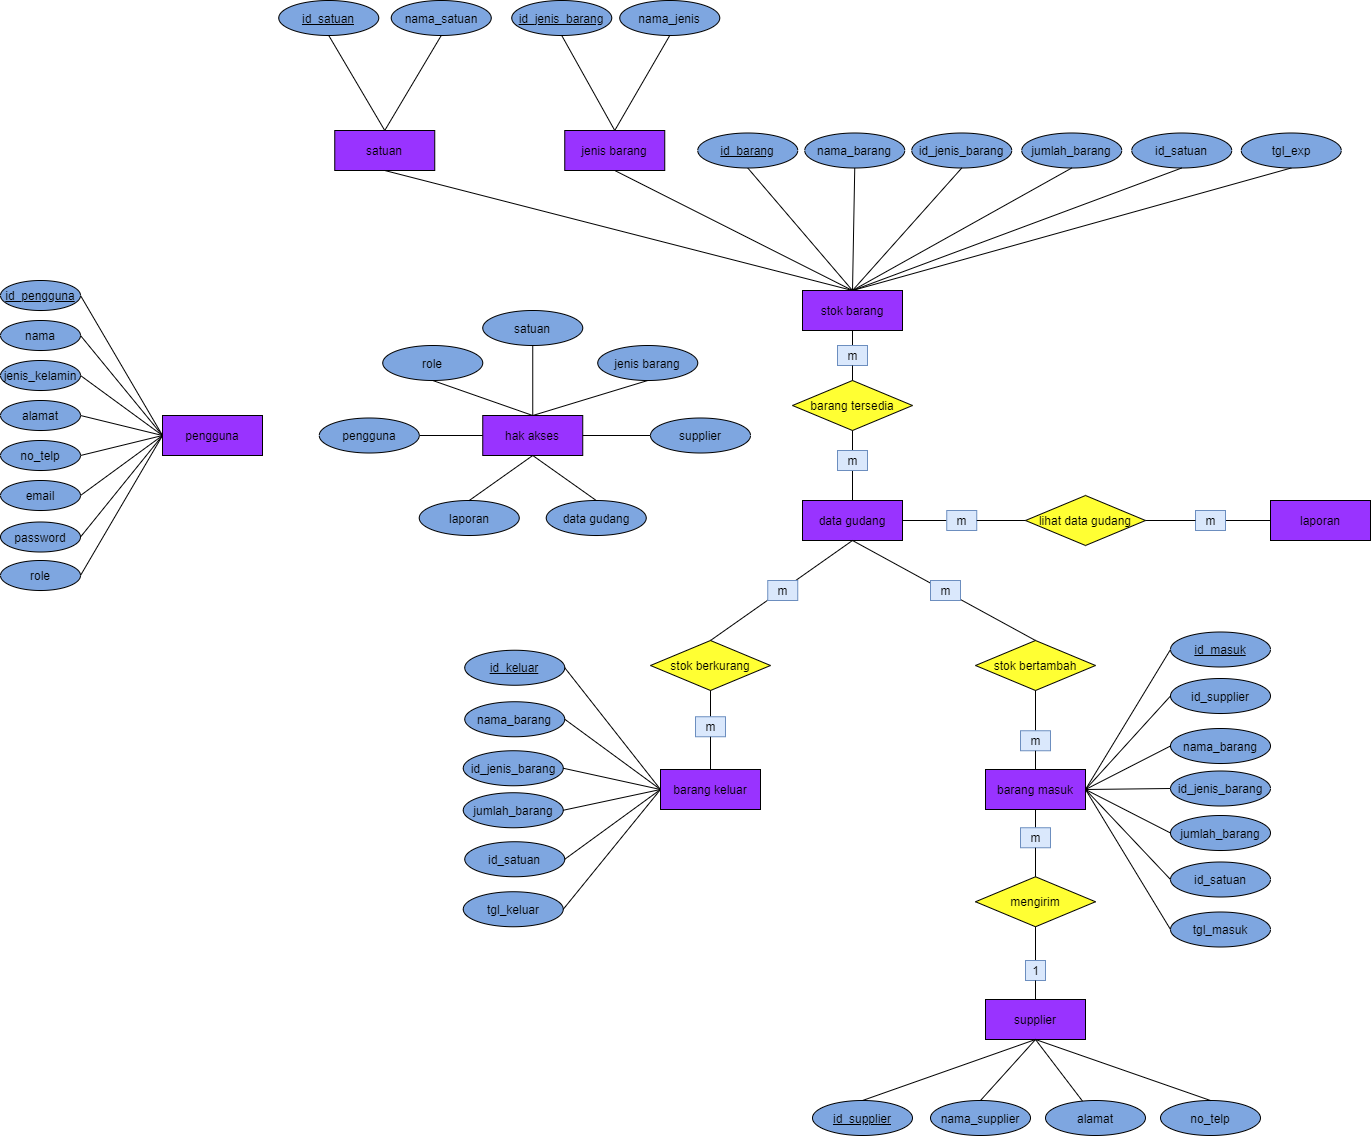 id_satuan
nama_satuan
id_jenis_barang
nama_jenis
satuan
jenis barang
id_barang
nama_barang
id_jenis_barang
jumlah_barang
id_satuan
tgl_exp
stok barang
m
barang tersedia
m
id_pengguna
nama
jenis_kelamin
alamat
no_telp
email
password
role
pengguna
satuan
role
jenis barang
pengguna
hak akses
supplier
laporan
data gudang
data gudang
m
lihat data gudang
m
laporan
m
m
stok berkurang
stok bertambah
m
m
id_keluar
nama_barang
id_jenis_barang
jumlah_barang
id_satuan
tgl_keluar
barang keluar
barang masuk
id_masuk
id_supplier
nama_barang
id_jenis_barang
jumlah_barang
id_satuan
tgl_masuk
m
mengirim
1
supplier
id_supplier
nama_supplier
alamat
no_telp